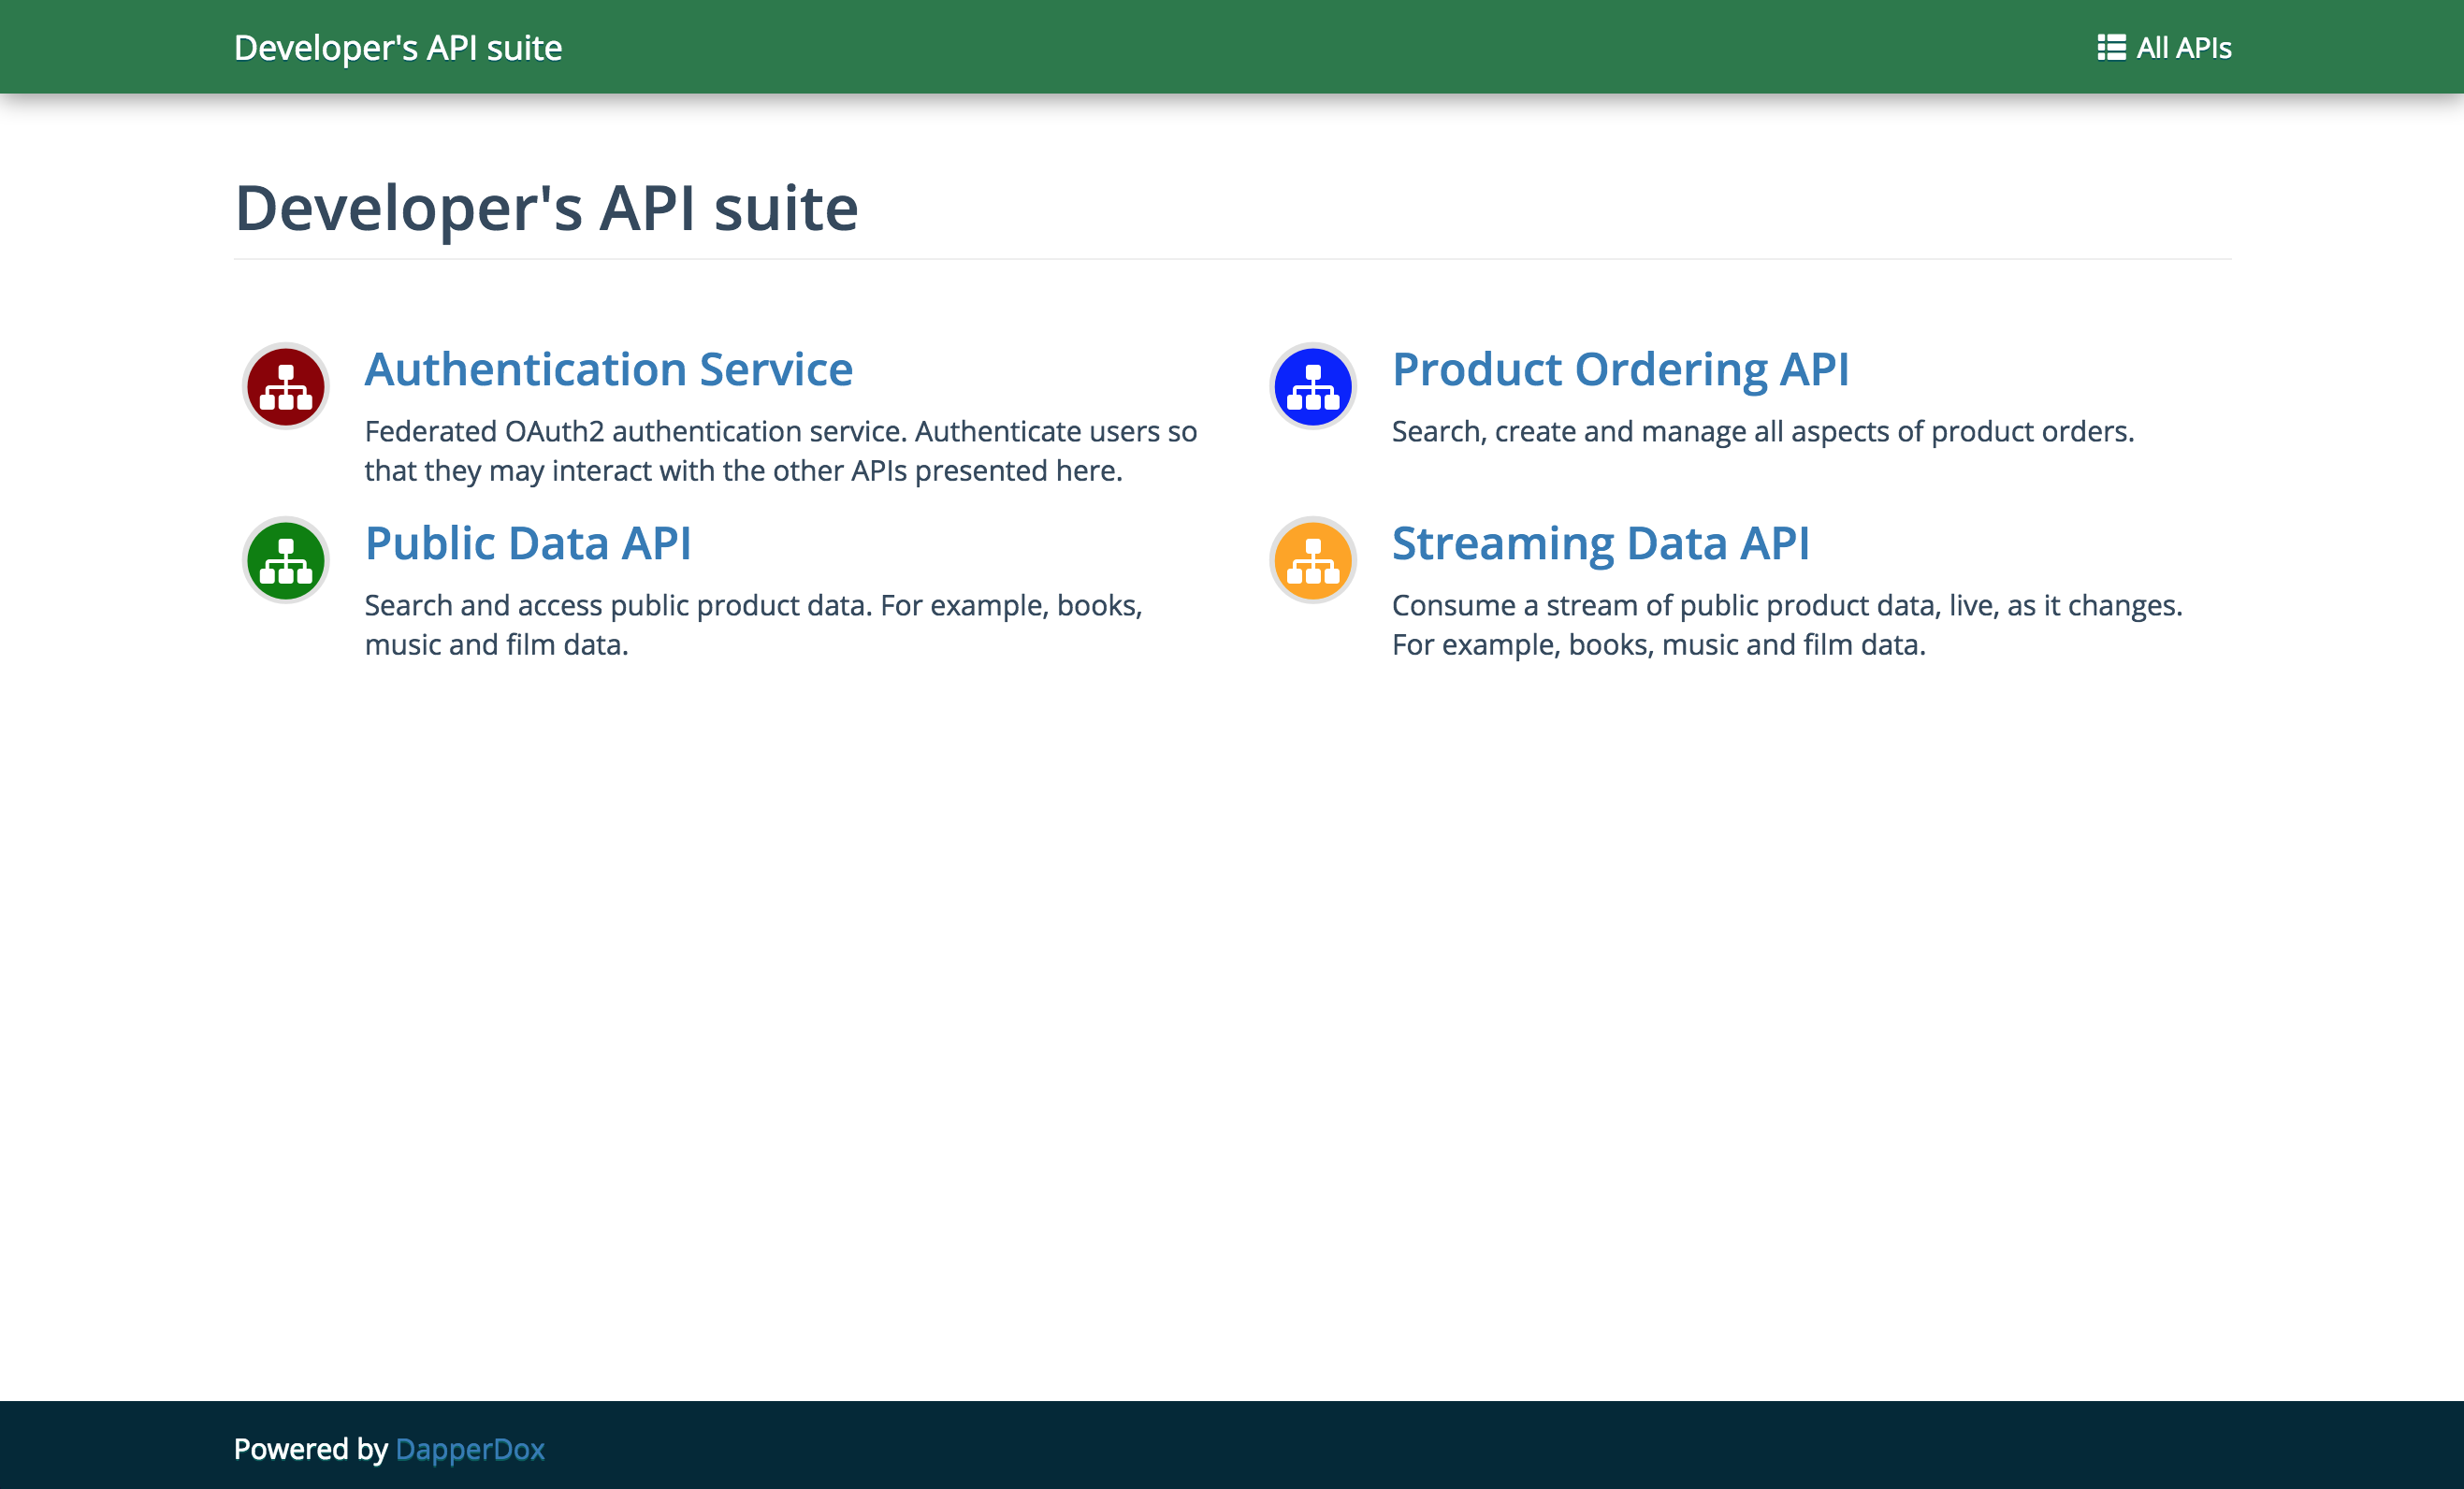 Developer's API suite
All APIs
Developer's API suite
Authentication Service
Federated OAuth2 authentication service. Authenticate users so
that they may interact with the other APIs presented here.
Product Ordering API
Search, create and manage all aspects of product orders.
Public Data API
Search and access public product data. For example, books,
music and film data.
Streaming Data API
Consume a stream of public product data, live, as it changes.
For example, books, music and film data.
Powered by DapperDox